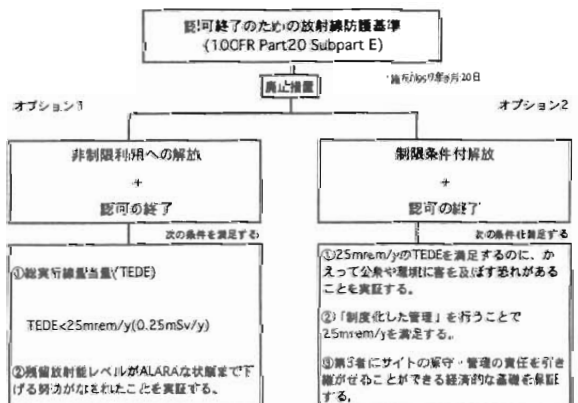 認可終了のための放射線防護基準
(10CFR Part20 Subpart E)
廃止措置
オプション1
オプション2
非制限利用への解放
+
認可の終了
制限条件付解放
+
認可の終了
次の条件を満足する
次の条件を満足する
①総実行線量当量(TEDE)
TEDE<25mrem/y(0.25mSv/y)
②残留放射能レベルがALARAな状態まで下
げる努力がなされたことを実証する。
①25mrem/yのTEDEを満足するのに、か
えって公衆や環境に害を及ぼす恐れがある
ことを実証する。
②「制度化した管理」を行うことで
25mrem/yを満足する。
③第3者にサイトの保守・管理の責任を引き
継がせることができる経済的な基礎を保証
する。